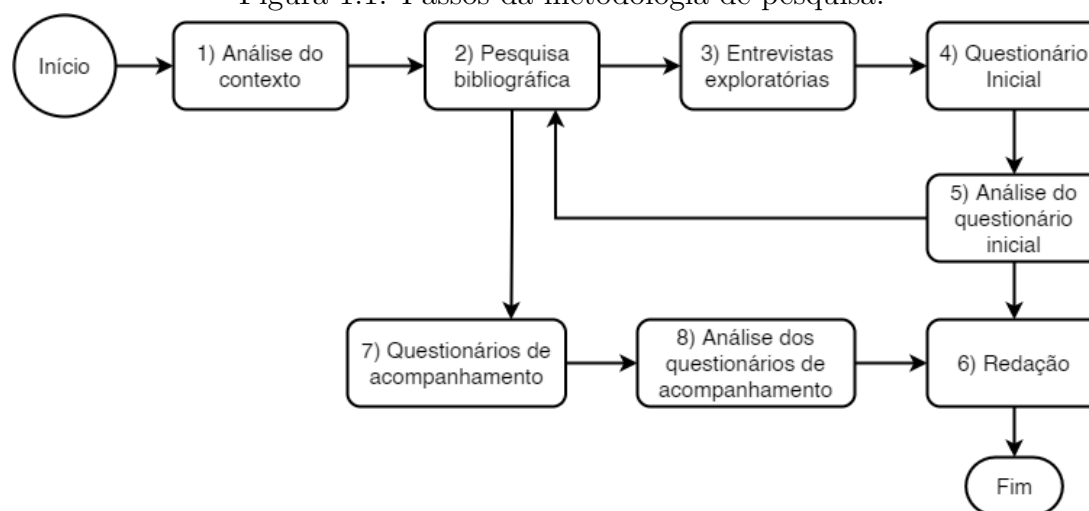 Figura 1.1: Passos da metodologia de pesquisa.
Início
1) Análise do
contexto
2) Pesquisa
bibliográfica
3) Entrevistas
exploratórias
4) Questionário
Inicial
5) Análise do
questionário
inicial
7) Questionários de
acompanhamento
8) Análise dos
questionários de
acompanhamento
6) Redação
Fim